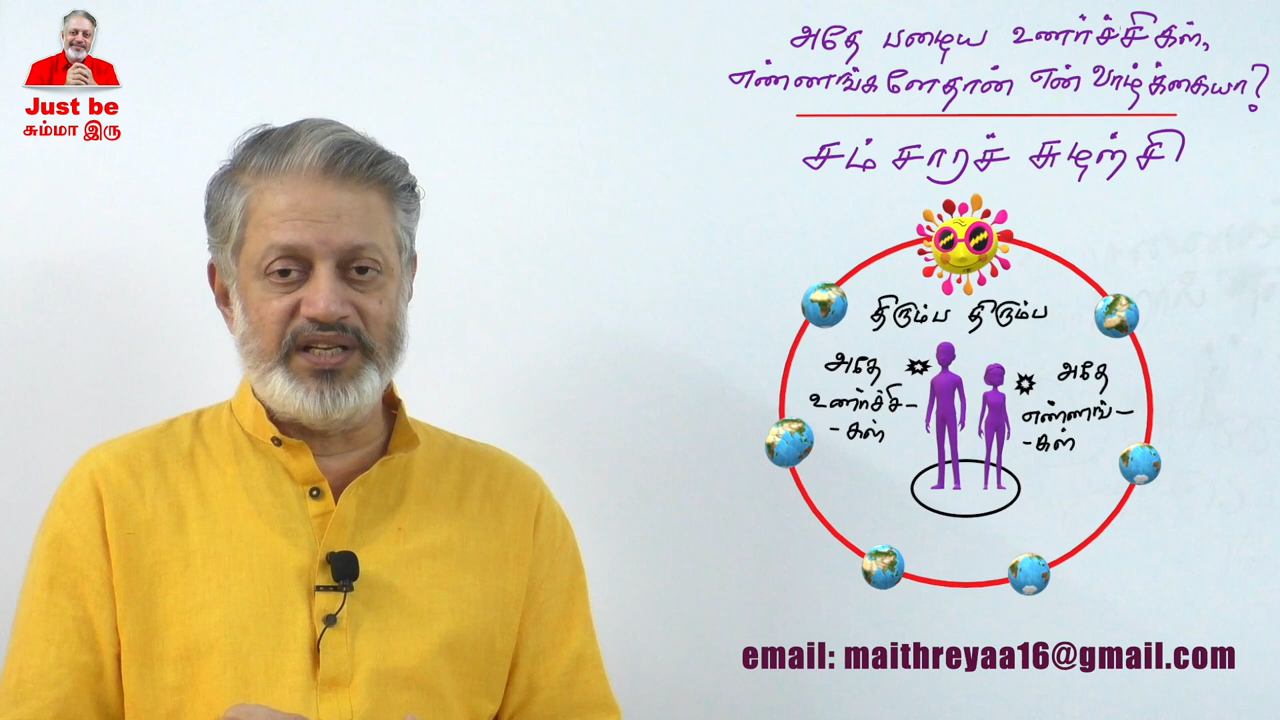 Just be
சும்மா இரு
அதே பழைய உணர்ச்சிகள்,
எண்ணங்களேதான் என் வாழ்க்கையா?
சம்சாரச் சுழற்சி
திரும்ப திரும்ப
அதே
உணர்ச்சி-
-கள்
அதே
எண்ணங்-
-கள்
email: maithreyaa16@gmail.com